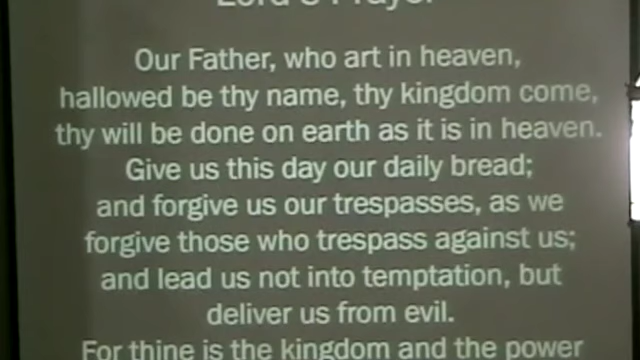 Lord's Prayer
Our Father, who art in heaven,
hallowed be thy name, thy kingdom come,
thy will be done on earth as it is in heaven.
Give us this day our daily bread;
and forgive us our trespasses, as we
forgive those who trespass against us;
and lead us not into temptation, but
deliver us from evil.
For thine is the kingdom and the power